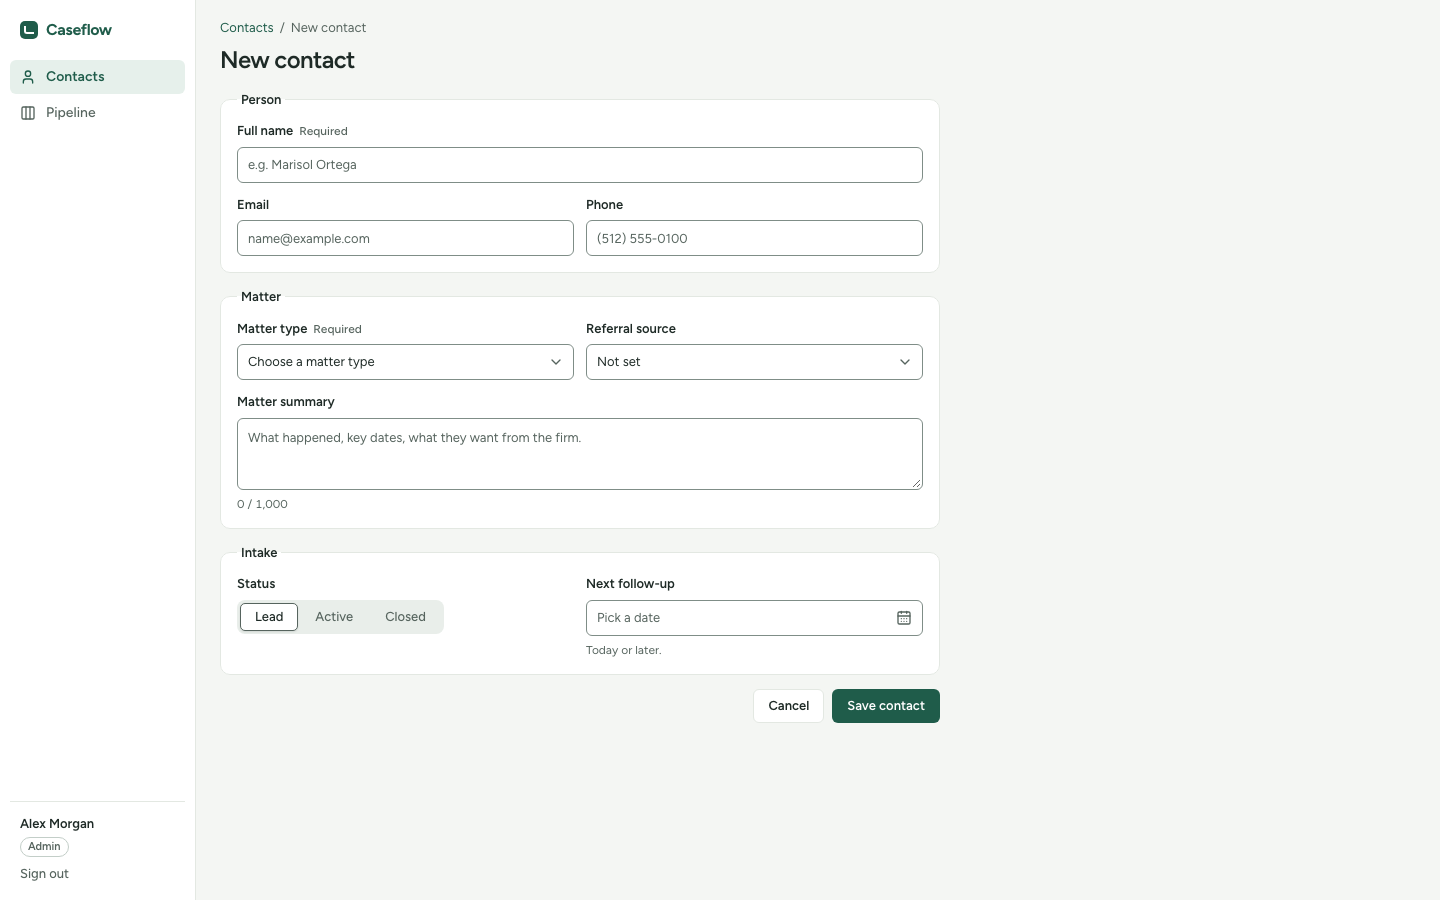 Caseflow
Contacts
Pipeline
Alex Morgan
Admin
Sign out
Contacts / New contact
New contact
Person
Full name Required
e.g. Marisol Ortega
Email Phone
name@example.com (512) 555-0100
Matter
Matter type Required Referral source
Choose a matter type Not set
Matter summary
What happened, key dates, what they want from the firm.
0 / 1,000
Intake
Status Next follow-up
Lead Active Closed Pick a date
Today or later.
Cancel Save contact